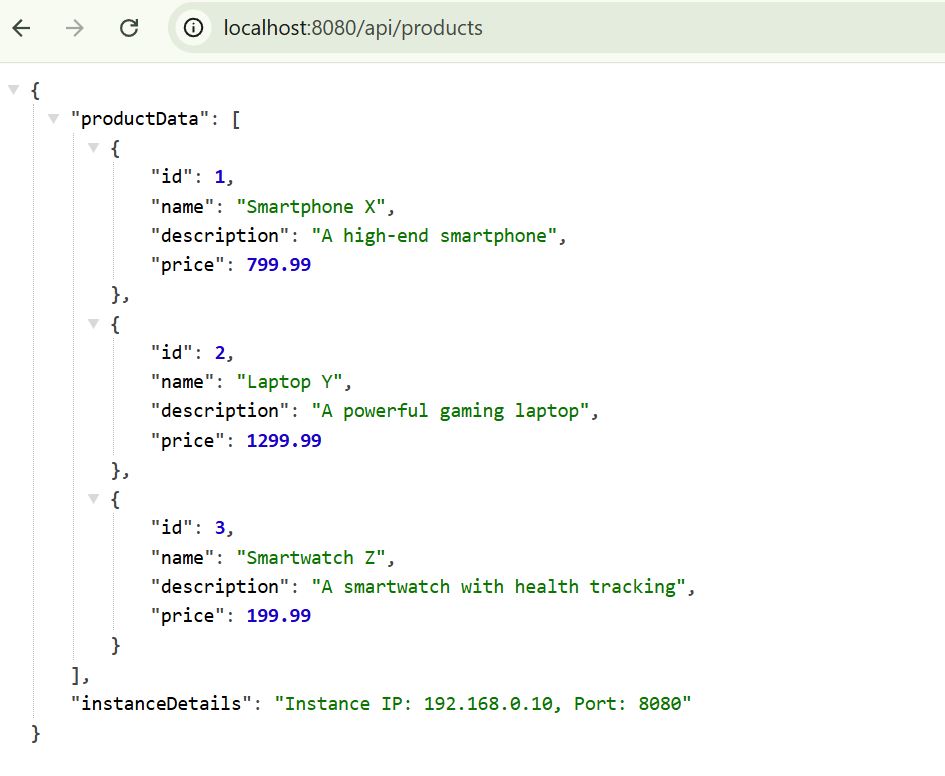 localhost:8080/api/products
{
"productData": [
{
"id": 1,
"name": "Smartphone X",
"description": "A high-end smartphone",
"price": 799.99
},
{
"id": 2,
"name": "Laptop Y",
"description": "A powerful gaming laptop",
"price": 1299.99
},
{
"id": 3,
"name": "Smartwatch Z",
"description": "A smartwatch with health tracking",
"price": 199.99
}
],
"instanceDetails": "Instance IP: 192.168.0.10, Port: 8080"
}